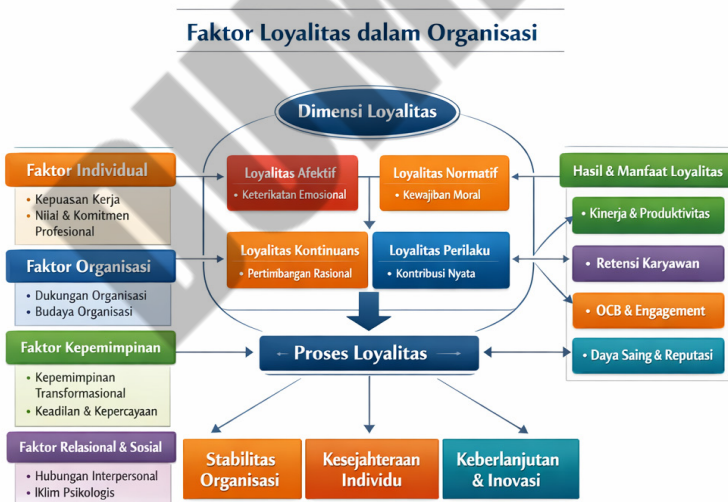 Faktor Loyalitas dalam Organisasi
Dimensi Loyalitas
Faktor Individual
• Kepuasan Kerja
• Nilal & Komitmen
Profesional
Faktor Organisasi
• Dukungan Organisasi
• Budaya Organisasi
Faktor Kepemimpinan
• Kepemimpinan
Transformasional
• Keadilan & Kepercayaan
Faktor Relasional & Sosial
• Hubungan Interpersonal
• IKlim Psikologis
Loyalitas Afektif
• Keterikatan Emosional
Loyalitas Normatif
• Kewajiban Moral
Loyalitas Kontinuans
• Pertimbangan Rasional
Loyalitas Perilaku
• Kontribusi Nyata
Proses Loyalitas
Stabilitas
Organisasi
Kesejahteraan
Individu
Keberlanjutan
& Inovasi
Hasil & Manfaat Loyalitas
• Kinerja & Produktivitas
• Retensi Karyawan
• OCB & Engagement
• Daya Saing & Reputasi